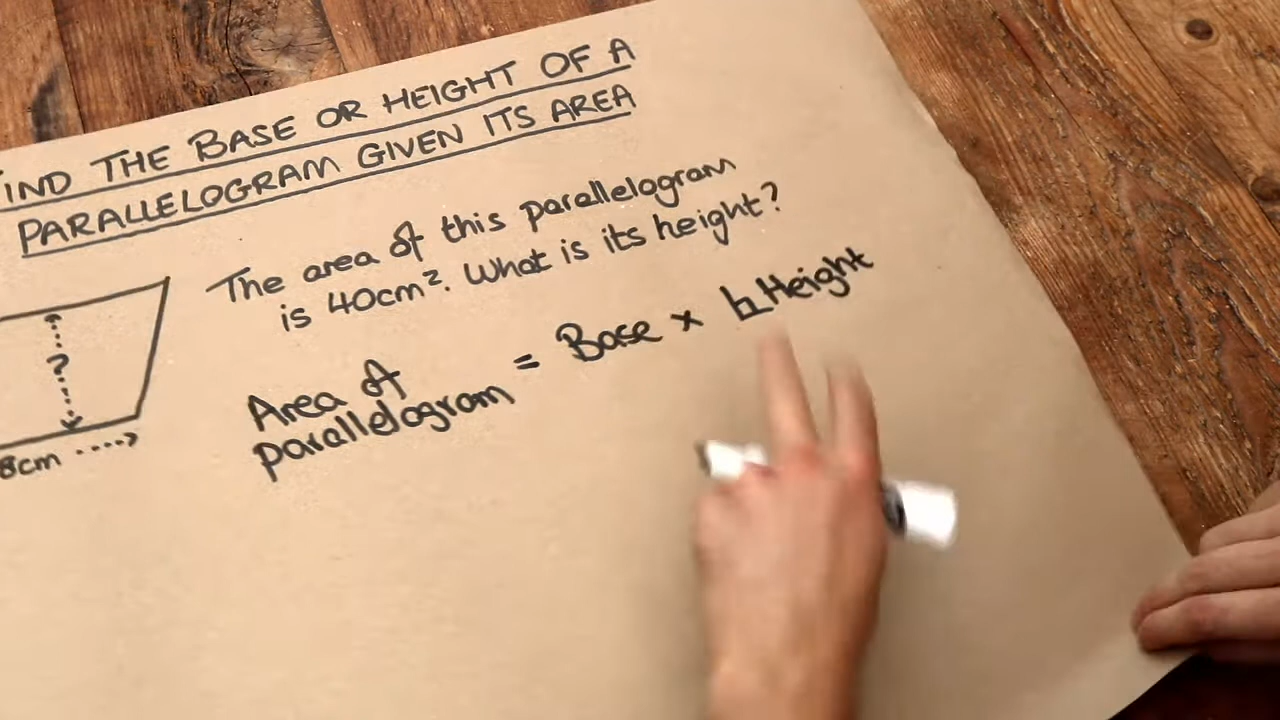 FIND THE BASE OR HEIGHT OF A
PARALLELOGRAM GIVEN ITS AREA
The area of this parallelogram
is 40cm². What is its height?
?
8cm
Area of
parallelogram = Base × ⊥ Height